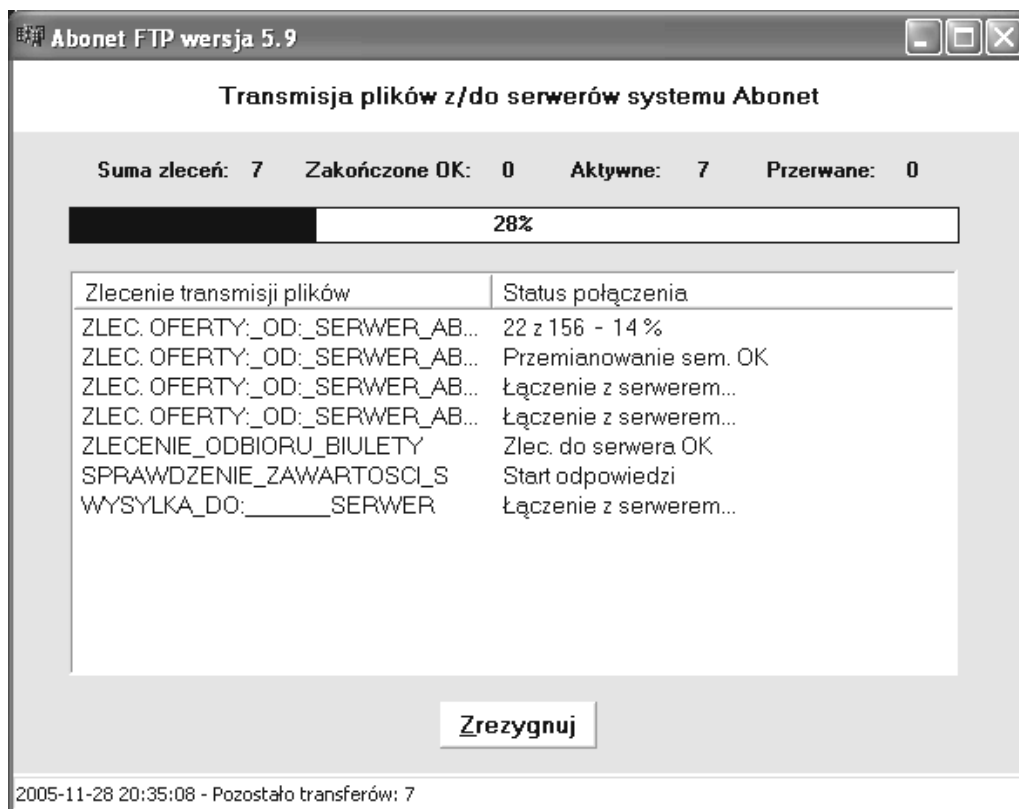 Abonet FTP wersja 5.9
Transmisja plików z/do serwerów systemu Abonet
Suma zleceń: 7 Zakończone OK: 0 Aktywne: 7 Przerwane: 0
28%
Zlecenie transmisji plików Status połączenia
ZLEC. OFERTY:_OD:_SERWER_AB... 22 z 156 - 14 %
ZLEC. OFERTY:_OD:_SERWER_AB... Przemianowanie sem. OK
ZLEC. OFERTY:_OD:_SERWER_AB... Łączenie z serwerem...
ZLEC. OFERTY:_OD:_SERWER_AB... Łączenie z serwerem...
ZLECENIE_ODBIORU_BIULETY Zlec. do serwera OK
SPRAWDZENIE_ZAWARTOSCI_S Start odpowiedzi
WYSYLKA_DO:_______SERWER Łączenie z serwerem...
Zrezygnuj
2005-11-28 20:35:08 - Pozostało transferów: 7